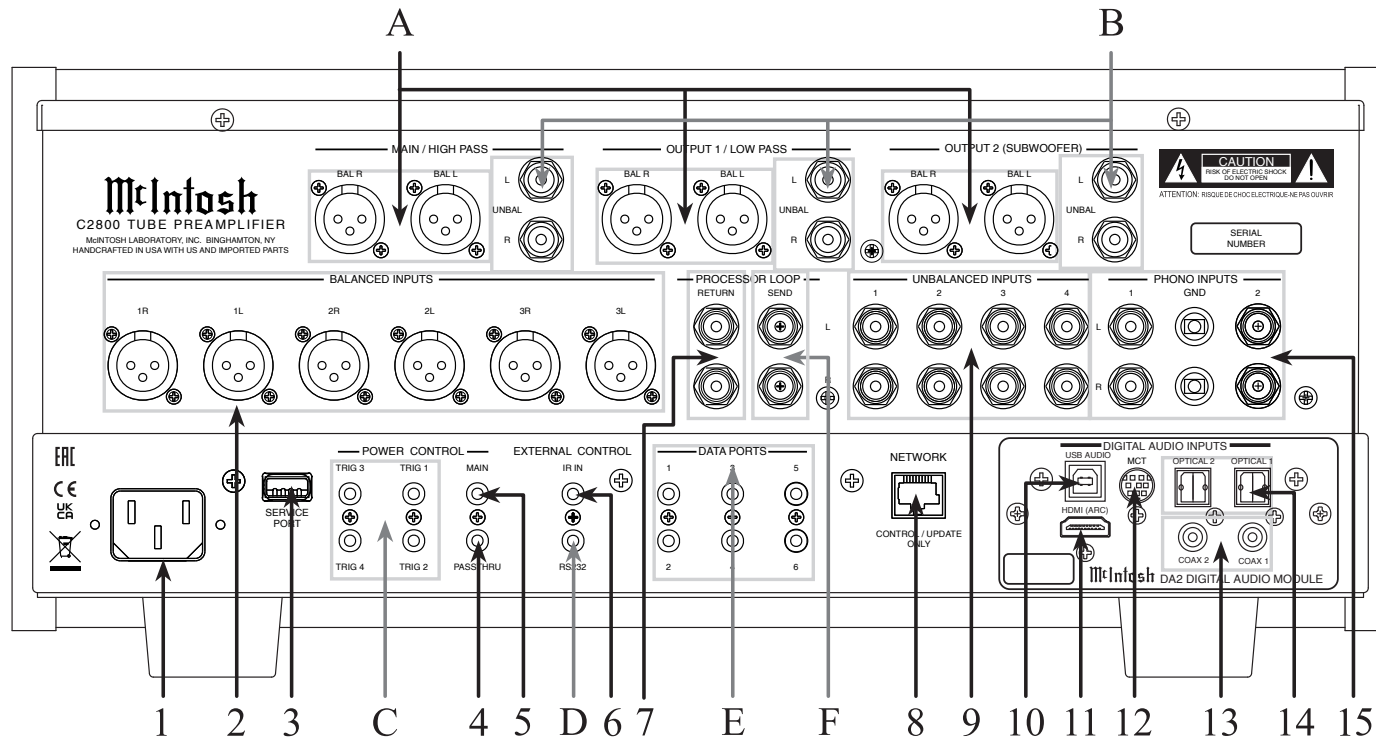 A B
MAIN / HIGH PASS OUTPUT 1 / LOW PASS OUTPUT 2 (SUBWOOFER)
BAL R BAL L L UNBAL R
BAL R BAL L L UNBAL R
BAL R BAL L L UNBAL R
CAUTION
RISK OF ELECTRIC SHOCK
DO NOT OPEN
ATTENTION: RISQUE DE CHOC ELECTRIQUE-NE PAS OUVRIR
McIntosh
C2800 TUBE PREAMPLIFIER
McINTOSH LABORATORY, INC. BINGHAMTON, NY
HANDCRAFTED IN USA WITH US AND IMPORTED PARTS
SERIAL
NUMBER
BALANCED INPUTS PROCESSOR LOOP UNBALANCED INPUTS PHONO INPUTS
1R 1L 2R 2L 3R 3L RETURN SEND 1 2 3 4 1 GND 2
L L
R R
EAC
CE
UK
CA
SERVICE
PORT
POWER CONTROL EXTERNAL CONTROL DATA PORTS NETWORK
TRIG 3 TRIG 1 MAIN IR IN 1 3 5
TRIG 4 TRIG 2 PASSTHRU RS232 2 4 6
CONTROL / UPDATE
ONLY
DIGITAL AUDIO INPUTS
USB AUDIO MCT OPTICAL 2 OPTICAL 1
HDMI (ARC)
COAX 2 COAX 1
McIntosh DA2 DIGITAL AUDIO MODULE
1 2 3 C 4 5 D 6 7 E F 8 9 10 11 12 13 14 15